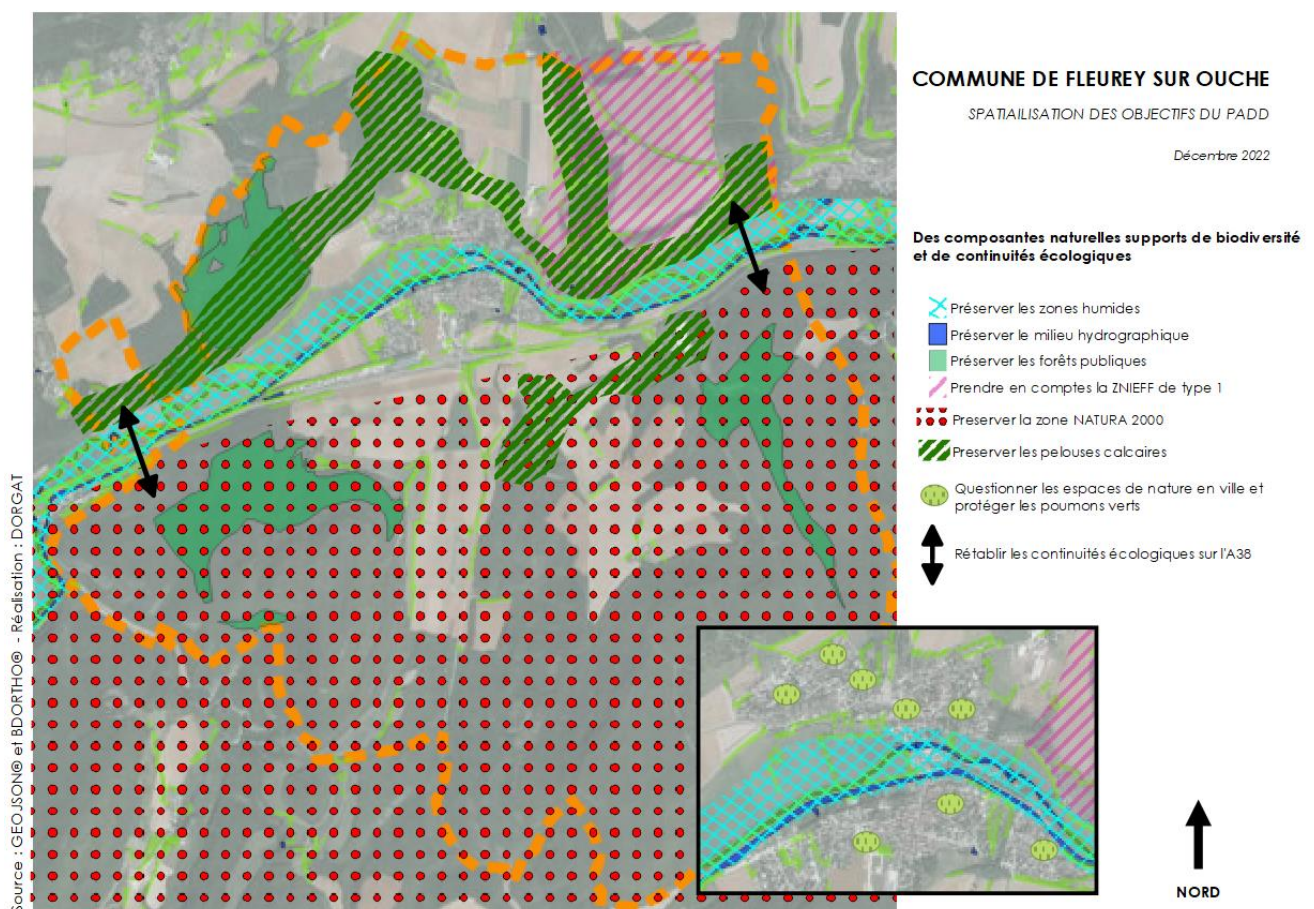 COMMUNE DE FLEUREY SUR OUCHE
SPATIAILISATION DES OBJECTIFS DU PADD
Décembre 2022
Des composantes naturelles supports de biodiversité
et de continuités écologiques
Préserver les zones humides
Préserver le milieu hydrographique
Préserver les forêts publiques
Prendre en comptes la ZNIEFF de type 1
Preserver la zone NATURA 2000
Preserver les pelouses calcaires
Questionner les espaces de nature en ville et
protéger les poumons verts
Rétablir les continuités écologiques sur l'A38
NORD
Source : GEOJSON® et BDORTHO® - Réalisation : DORGAT